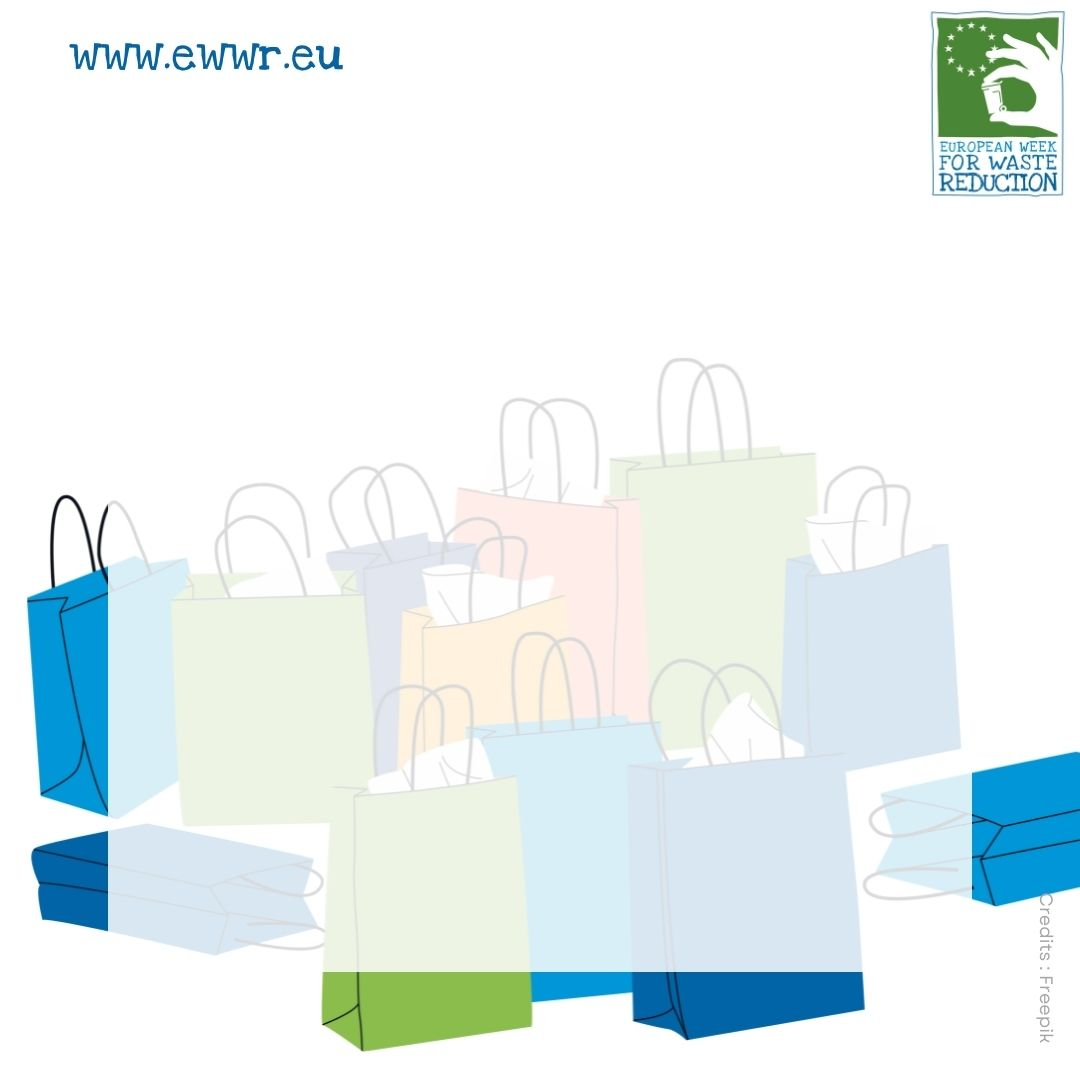 www.ewwr.eu
EUROPEAN WEEK
FOR WASTE
REDUCTION
Credits : Freepik